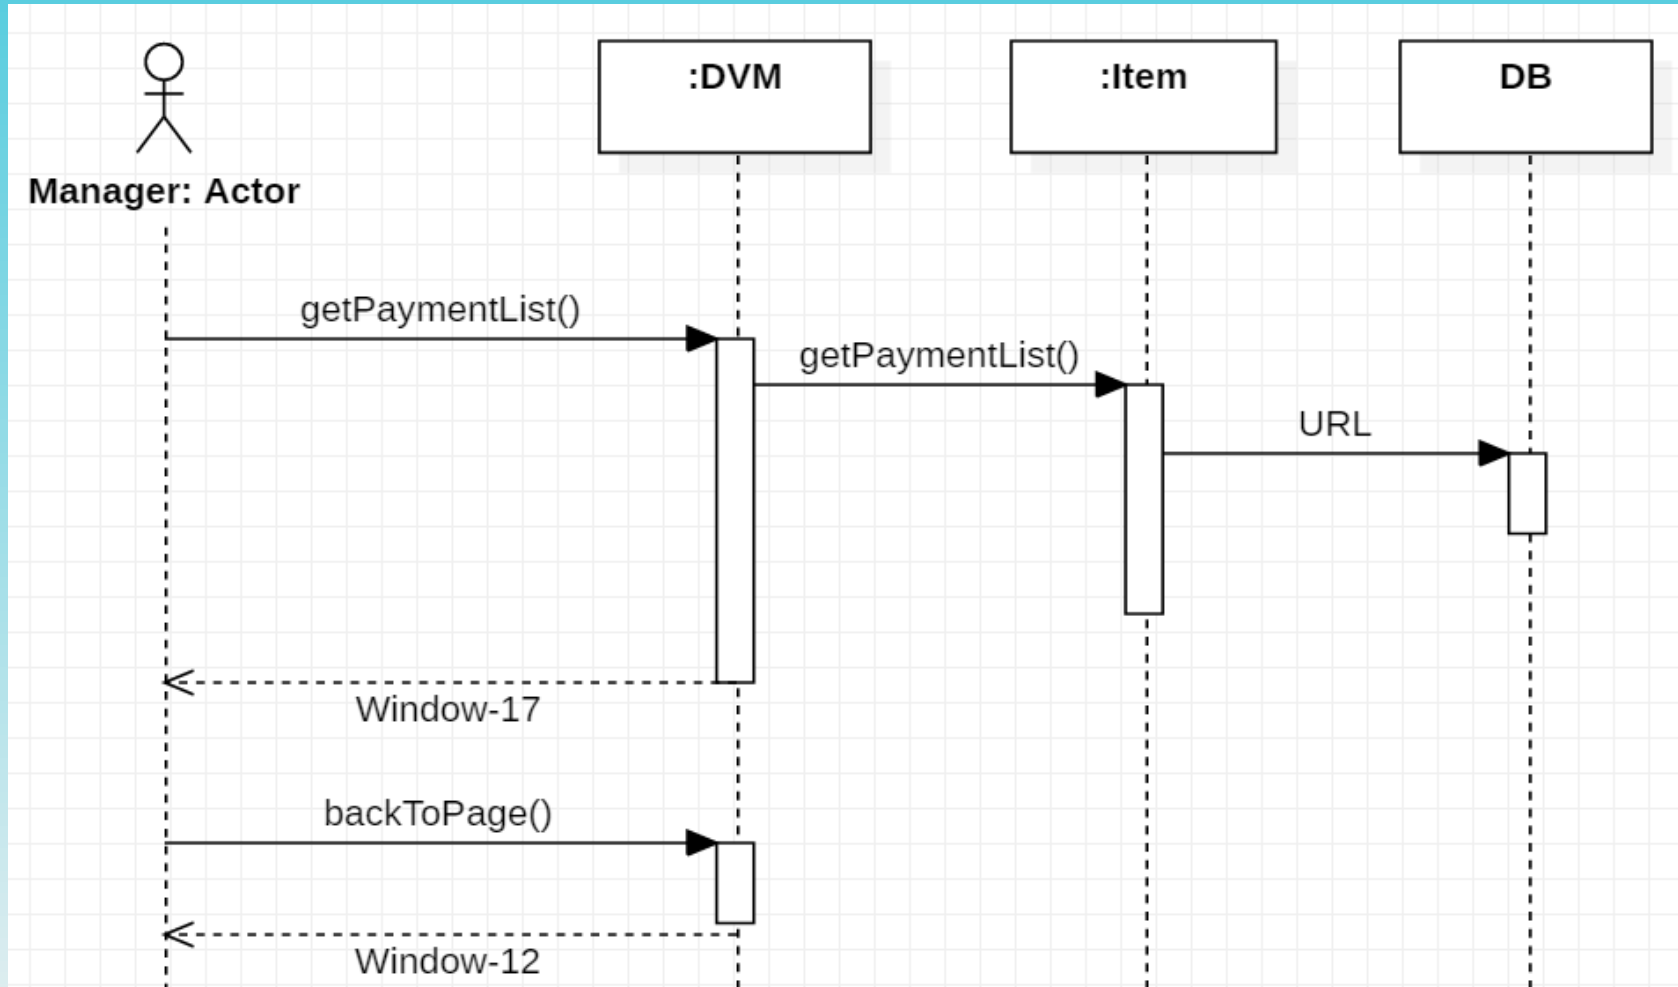 :DVM
:Item
DB
Manager: Actor
getPaymentList()
getPaymentList()
URL
Window-17
backToPage()
Window-12